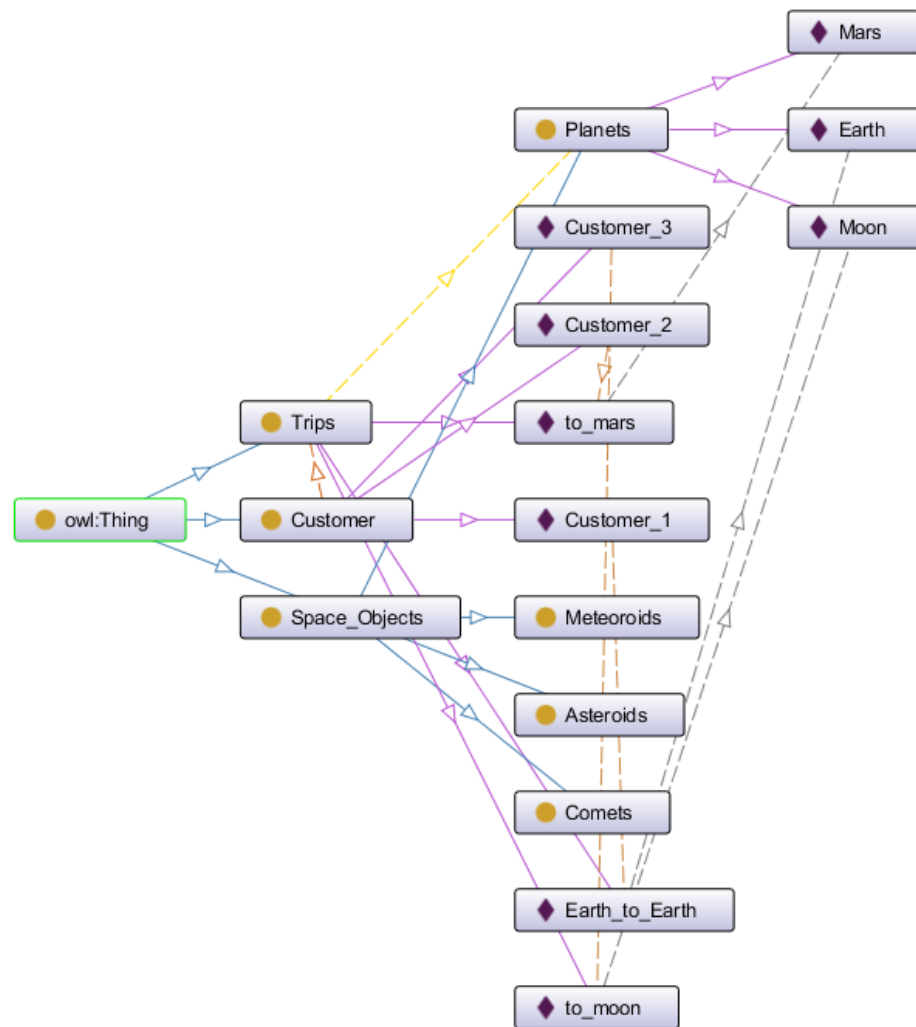 Mars
Planets
Earth
Customer_3
Moon
Customer_2
Trips
to_mars
owl:Thing
Customer
Customer_1
Space_Objects
Meteoroids
Asteroids
Comets
Earth_to_Earth
to_moon